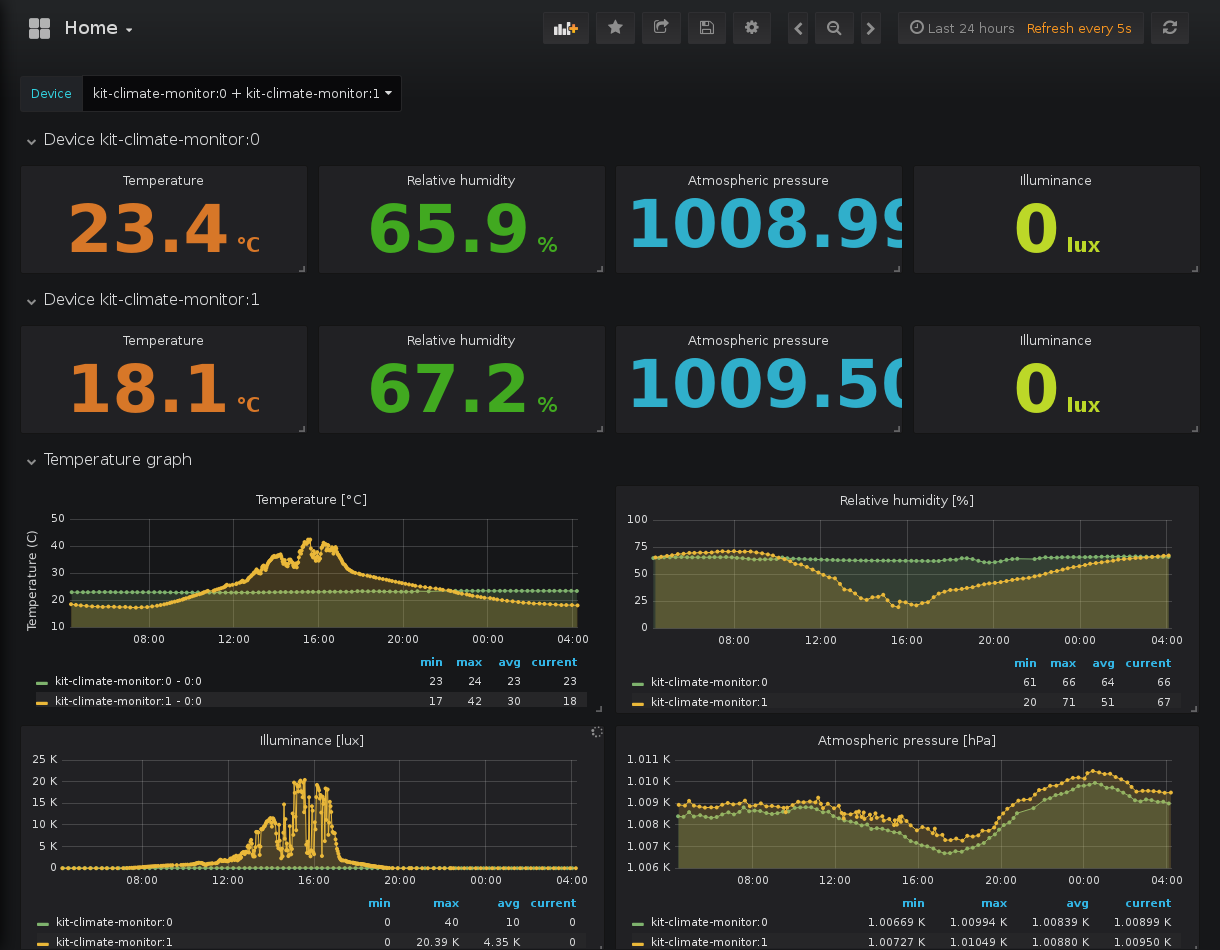 Home
Last 24 hours Refresh every 5s
Device kit-climate-monitor:0 + kit-climate-monitor:1
Device kit-climate-monitor:0
Temperature Relative humidity Atmospheric pressure Illuminance
23.4 °C 65.9 % 1008.99 0 lux
Device kit-climate-monitor:1
Temperature Relative humidity Atmospheric pressure Illuminance
18.1 °C 67.2 % 1009.50 0 lux
Temperature graph
Temperature [°C]
Temperature (C)
50
40
30
20
10
08:00 12:00 16:00 20:00 00:00 04:00
min max avg current
kit-climate-monitor:0 - 0:0 23 24 23 23
kit-climate-monitor:1 - 0:0 17 42 30 18
Relative humidity [%]
100
75
50
25
0
08:00 12:00 16:00 20:00 00:00 04:00
min max avg current
kit-climate-monitor:0 61 66 64 66
kit-climate-monitor:1 20 71 51 67
Illuminance [lux]
25 K
20 K
15 K
10 K
5 K
0
08:00 12:00 16:00 20:00 00:00 04:00
min max avg current
kit-climate-monitor:0 0 40 10 0
kit-climate-monitor:1 0 20.39 K 4.35 K 0
Atmospheric pressure [hPa]
1.011 K
1.010 K
1.009 K
1.008 K
1.007 K
1.006 K
08:00 12:00 16:00 20:00 00:00 04:00
min max avg current
kit-climate-monitor:0 1.00669 K 1.00994 K 1.00839 K 1.00899 K
kit-climate-monitor:1 1.00727 K 1.01049 K 1.00880 K 1.00950 K